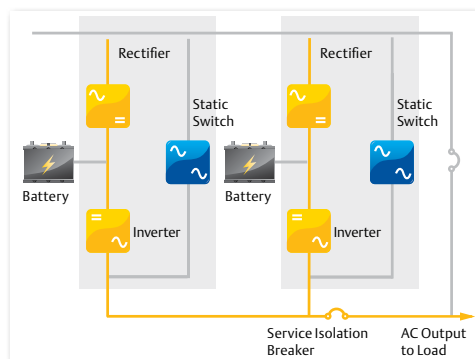 Rectifier
Rectifier
Static
Switch
Static
Switch
Battery
Battery
Inverter
Inverter
Service Isolation
Breaker
AC Output
to Load